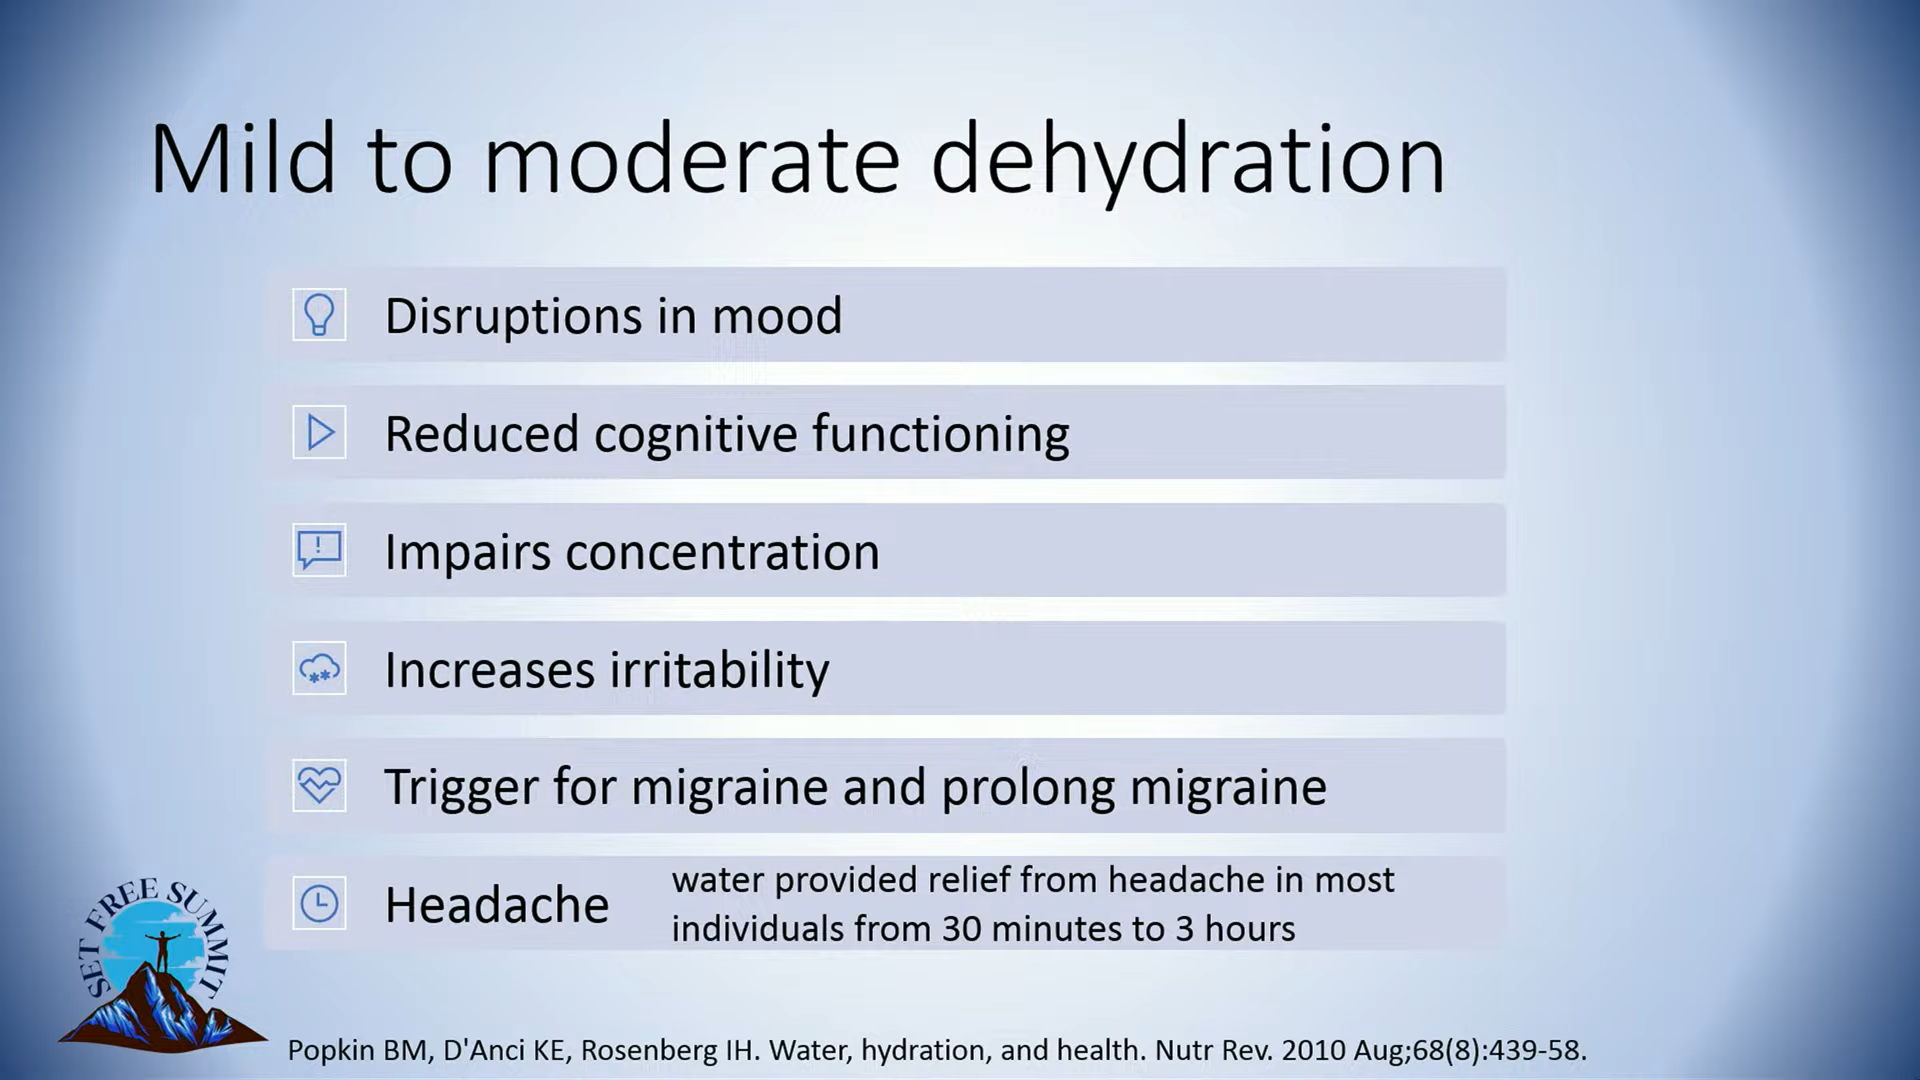 Mild to moderate dehydration
Disruptions in mood
Reduced cognitive functioning
Impairs concentration
Increases irritability
Trigger for migraine and prolong migraine
Headache
water provided relief from headache in most
individuals from 30 minutes to 3 hours
SET FREE SUMMIT
Popkin BM, D'Anci KE, Rosenberg IH. Water, hydration, and health. Nutr Rev. 2010 Aug;68(8):439-58.